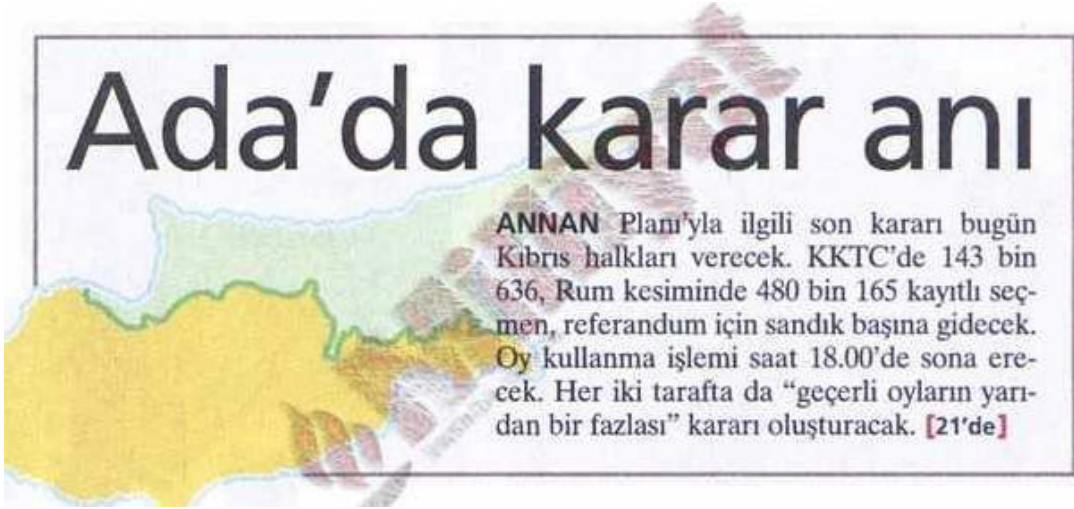 Ada'da karar anı
ANNAN Planı'yla ilgili son kararı bugün
Kıbrıs halkları verecek. KKTC'de 143 bin
636, Rum kesiminde 480 bin 165 kayıtlı seç-
men, referandum için sandık başına gidecek.
Oy kullanma işlemi saat 18.00'de sona ere-
cek. Her iki tarafta da “geçerli oyların yarı-
dan bir fazlası” kararı oluşturacak. [21'de]